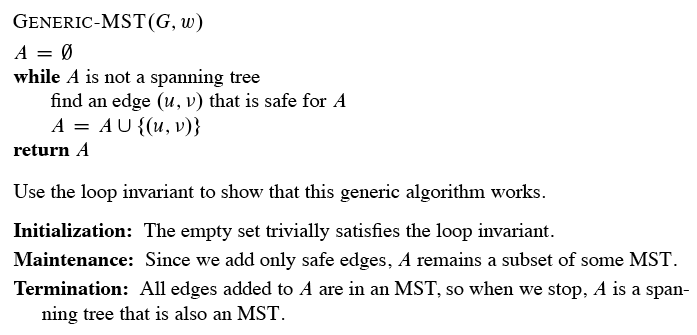 GENERIC-MST(G, w)
A = ∅
while A is not a spanning tree
find an edge (u, v) that is safe for A
A = A ∪ {(u, v)}
return A
Use the loop invariant to show that this generic algorithm works.
Initialization: The empty set trivially satisfies the loop invariant.
Maintenance: Since we add only safe edges, A remains a subset of some MST.
Termination: All edges added to A are in an MST, so when we stop, A is a span-
ning tree that is also an MST.